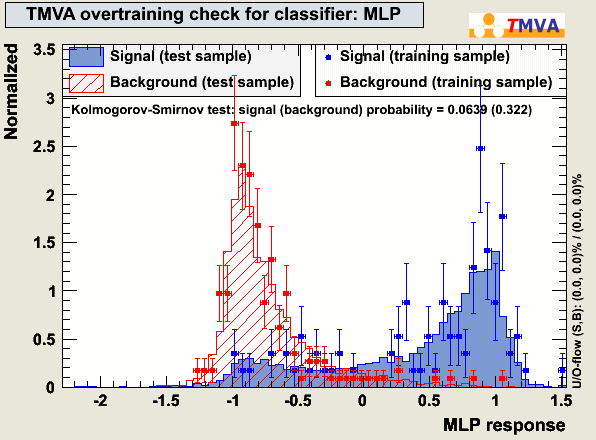 TMVA overtraining check for classifier: MLP
TMVA
Normalized
Signal (test sample)
Signal (training sample)
Background (test sample)
Background (training sample)
Kolmogorov-Smirnov test: signal (background) probability = 0.0639 (0.322)
3.5
3
2.5
2
1.5
1
0.5
0
-2 -1.5 -1 -0.5 0 0.5 1 1.5
MLP response
U/O-flow (S,B): (0.0, 0.0)% / (0.0, 0.0)%